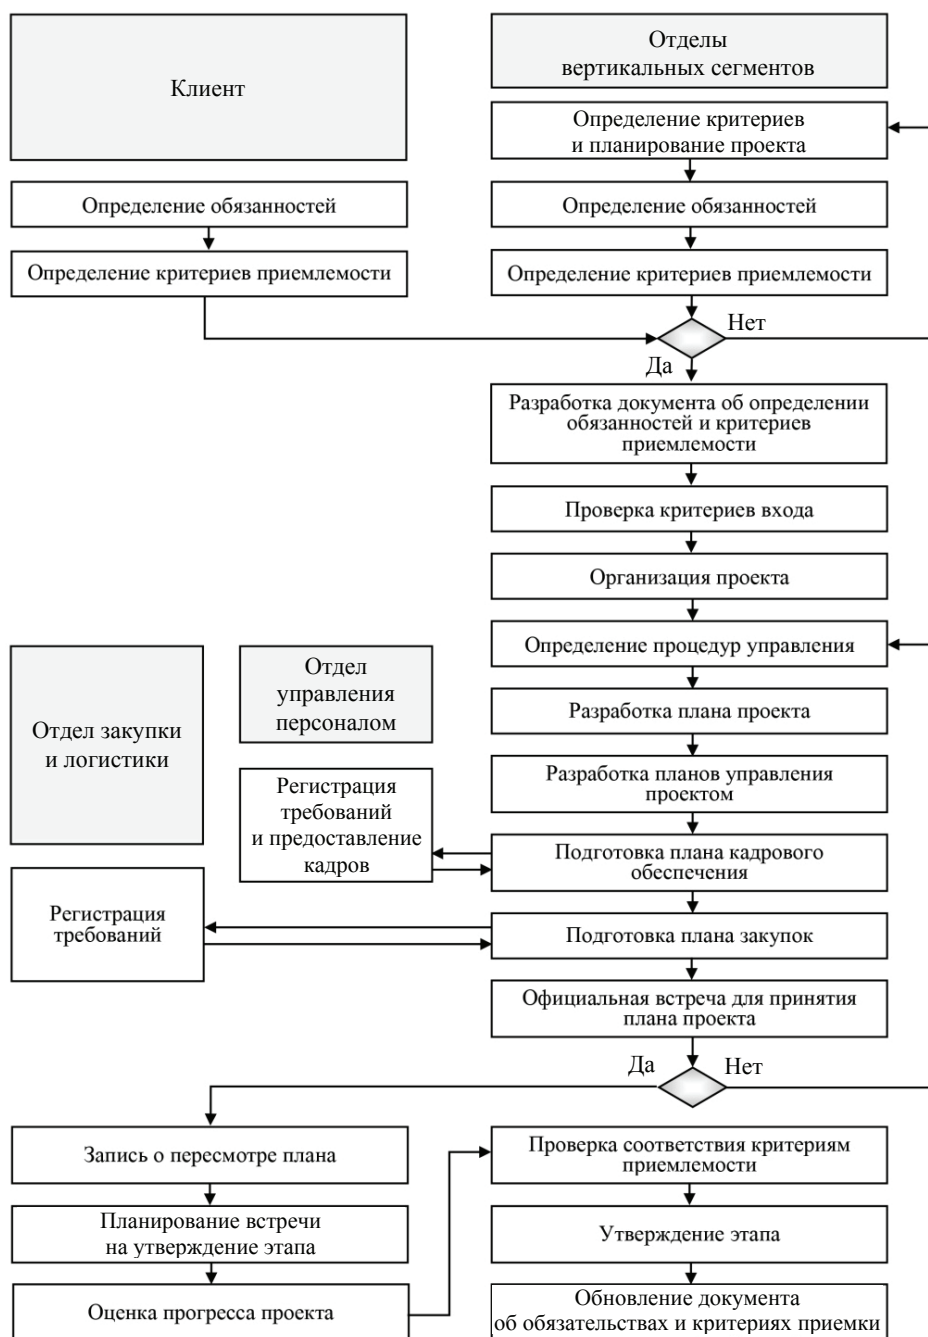 Клиент
Отделы
вертикальных сегментов
Определение критериев
и планирование проекта
Определение обязанностей
Определение обязанностей
Определение критериев приемлемости
Определение критериев приемлемости
Нет
Да
Разработка документа об определении
обязанностей и критериев
приемлемости
Проверка критериев входа
Организация проекта
Определение процедур управления
Отдел закупки
и логистики
Отдел
управления
персоналом
Разработка плана проекта
Разработка планов управления
проектом
Регистрация
требований
и предоставление
кадров
Подготовка плана кадрового
обеспечения
Регистрация
требований
Подготовка плана закупок
Официальная встреча для принятия
плана проекта
Да
Нет
Запись о пересмотре плана
Проверка соответствия критериям
приемлемости
Планирование встречи
на утверждение этапа
Утверждение этапа
Оценка прогресса проекта
Обновление документа
об обязательствах и критериях приемки